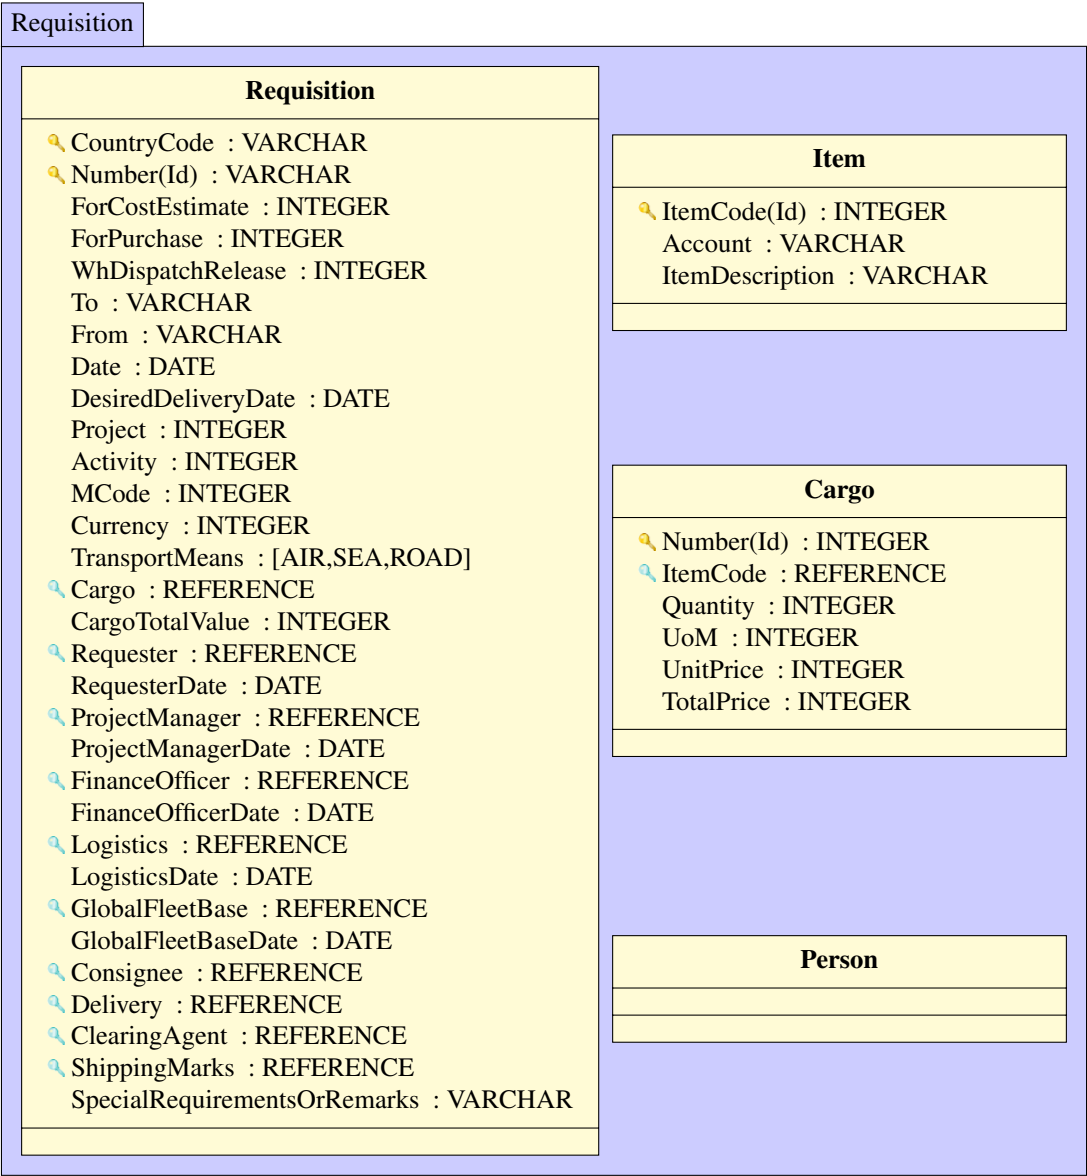 Requisition
Requisition
CountryCode : VARCHAR
Number(Id) : VARCHAR
ForCostEstimate : INTEGER
ForPurchase : INTEGER
WhDispatchRelease : INTEGER
To : VARCHAR
From : VARCHAR
Date : DATE
DesiredDeliveryDate : DATE
Project : INTEGER
Activity : INTEGER
MCode : INTEGER
Currency : INTEGER
TransportMeans : [AIR,SEA,ROAD]
Cargo : REFERENCE
CargoTotalValue : INTEGER
Requester : REFERENCE
RequesterDate : DATE
ProjectManager : REFERENCE
ProjectManagerDate : DATE
FinanceOfficer : REFERENCE
FinanceOfficerDate : DATE
Logistics : REFERENCE
LogisticsDate : DATE
GlobalFleetBase : REFERENCE
GlobalFleetBaseDate : DATE
Consignee : REFERENCE
Delivery : REFERENCE
ClearingAgent : REFERENCE
ShippingMarks : REFERENCE
SpecialRequirementsOrRemarks : VARCHAR
Item
ItemCode(Id) : INTEGER
Account : VARCHAR
ItemDescription : VARCHAR
Cargo
Number(Id) : INTEGER
ItemCode : REFERENCE
Quantity : INTEGER
UoM : INTEGER
UnitPrice : INTEGER
TotalPrice : INTEGER
Person